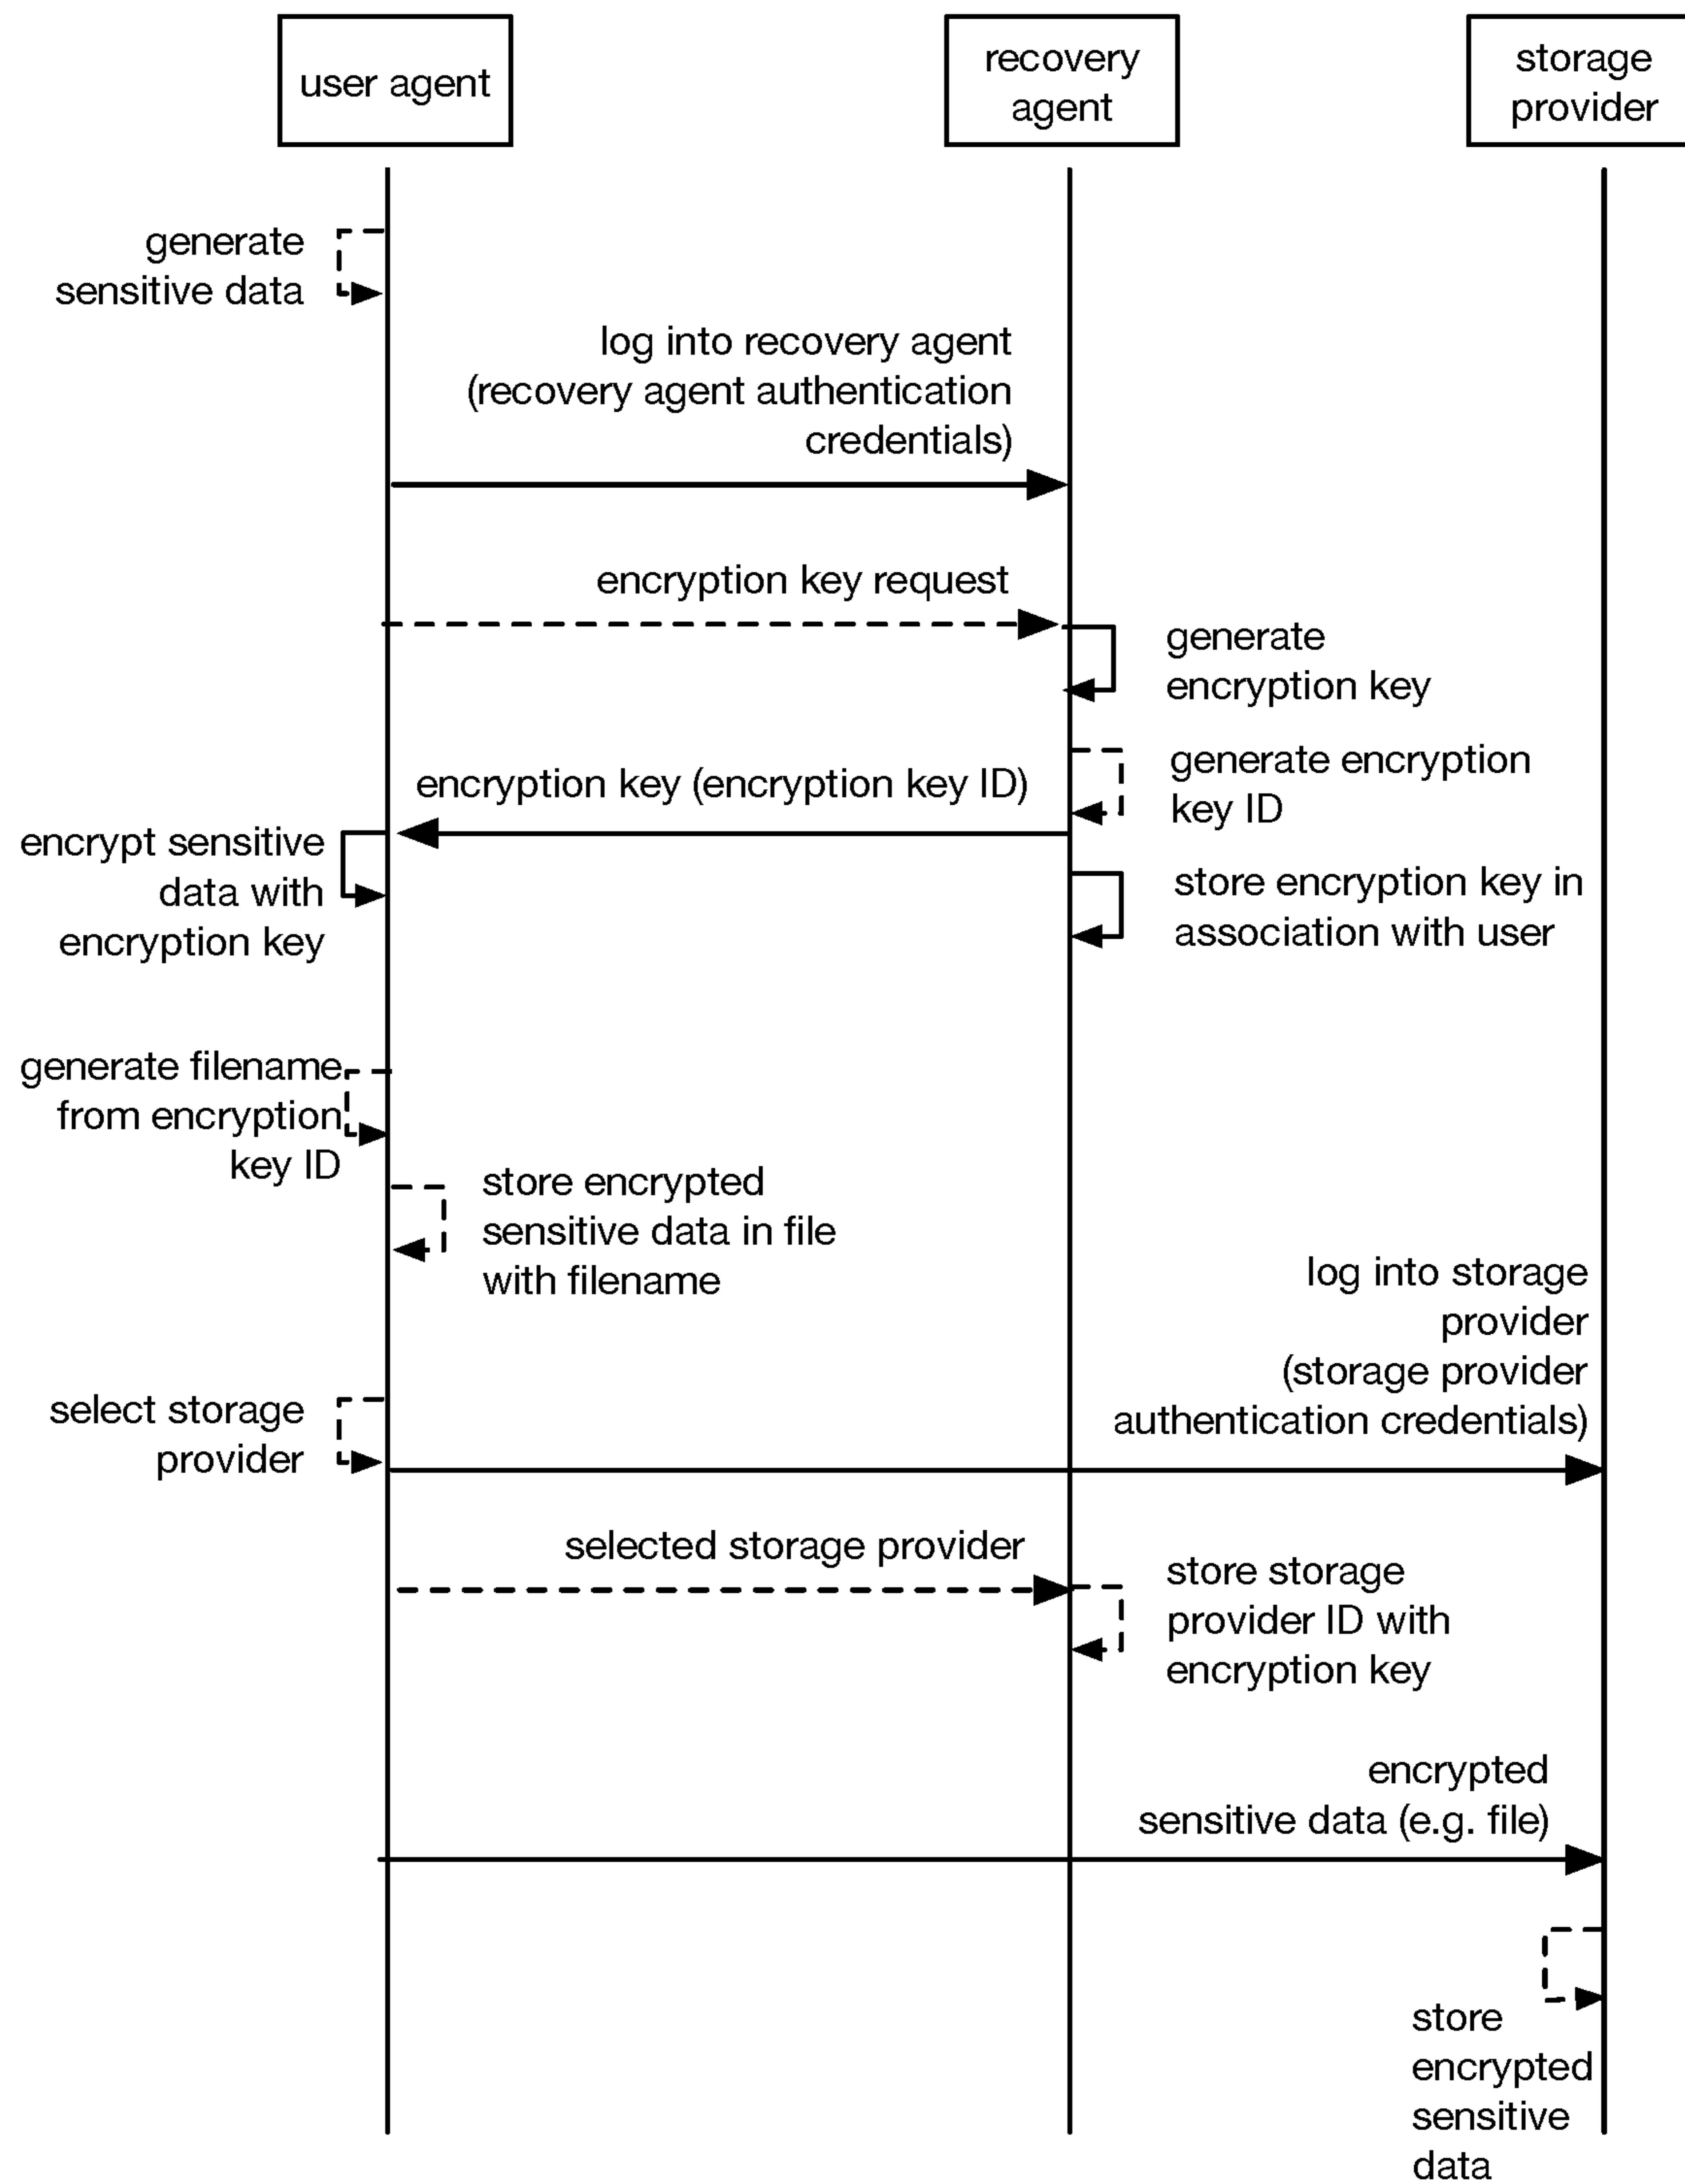 user agent
recovery
agent
storage
provider
generate
sensitive data
log into recovery agent
(recovery agent authentication
credentials)
encryption key request
generate
encryption key
generate encryption
key ID
encryption key (encryption key ID)
encrypt sensitive
data with
encryption key
store encryption key in
association with user
generate filename
from encryption
key ID
store encrypted
sensitive data in file
with filename
log into storage
provider
(storage provider
authentication credentials)
select storage
provider
selected storage provider
store storage
provider ID with
encryption key
encrypted
sensitive data (e.g. file)
store
encrypted
sensitive
data